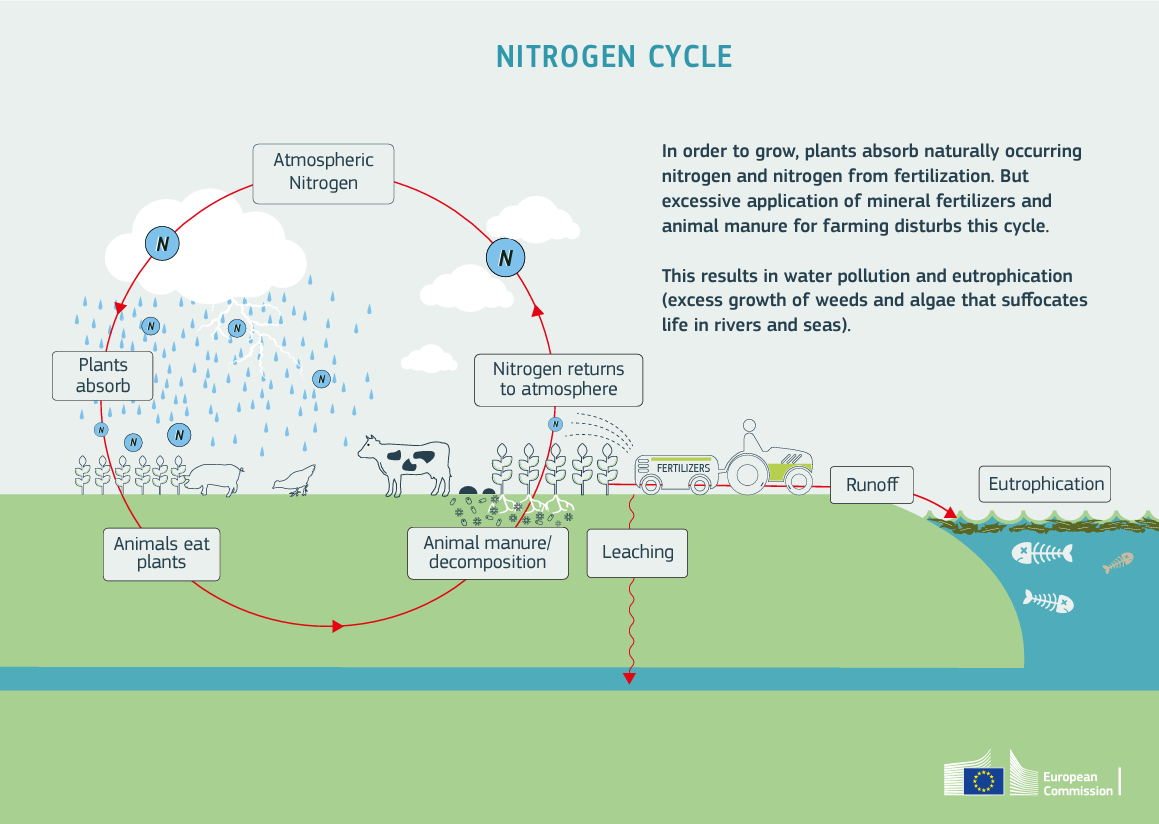 NITROGEN CYCLE
In order to grow, plants absorb naturally occurring
nitrogen and nitrogen from fertilization. But
excessive application of mineral fertilizers and
animal manure for farming disturbs this cycle.
This results in water pollution and eutrophication
(excess growth of weeds and algae that suffocates
life in rivers and seas).
Atmospheric
Nitrogen
N
N
N
N
N
Plants
absorb
Nitrogen returns
to atmosphere
N
N
N
N
FERTILIZERS
Runoff
Eutrophication
Animals eat
plants
Animal manure/
decomposition
Leaching
European
Commission